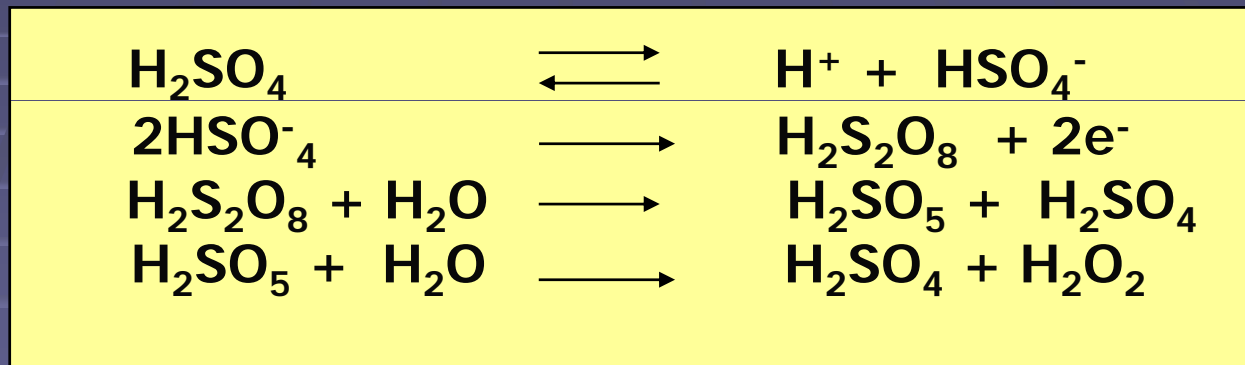 H₂SO₄ ⇌ H⁺ + HSO₄⁻
2HSO⁻₄ → H₂S₂O₈ + 2e⁻
H₂S₂O₈ + H₂O → H₂SO₅ + H₂SO₄
H₂SO₅ + H₂O → H₂SO₄ + H₂O₂